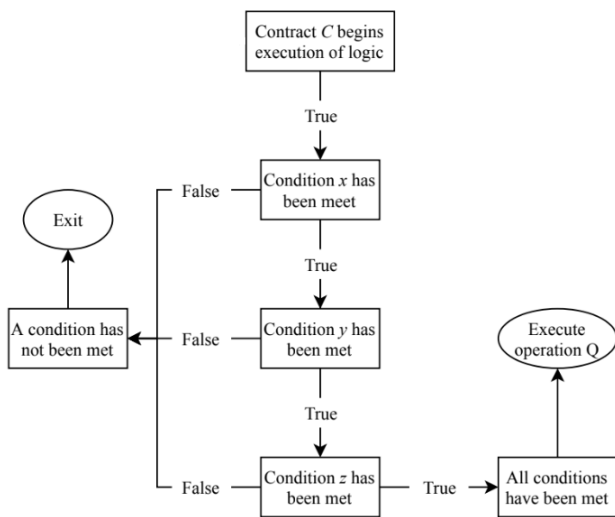 Contract C begins
execution of logic
True
False
Condition x has
been meet
Exit
True
A condition has
not been met
False
Condition y has
been met
Execute
operation Q
True
False
Condition z has
been met
True
All conditions
have been met